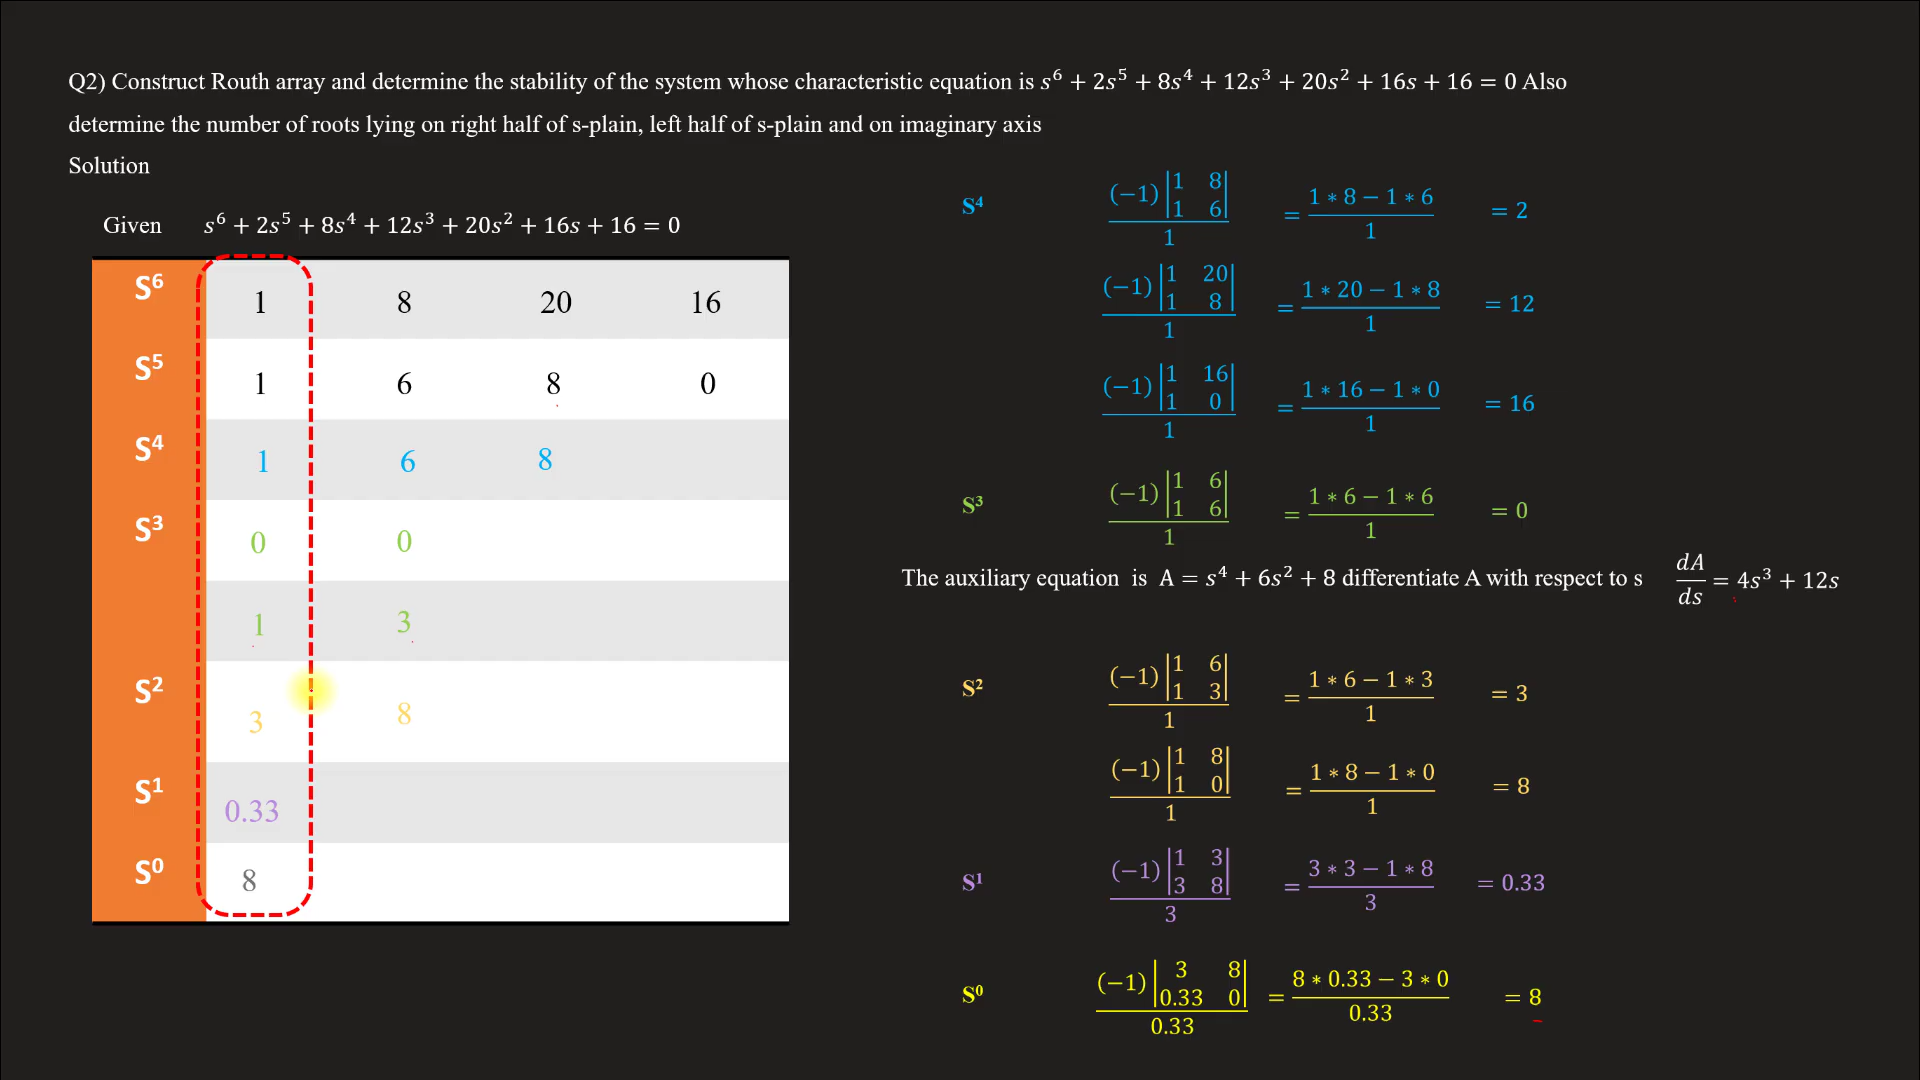 Q2) Construct Routh array and determine the stability of the system whose characteristic equation is s⁶ + 2s⁵ + 8s⁴ + 12s³ + 20s² + 16s + 16 = 0 Also
determine the number of roots lying on right half of s-plain, left half of s-plain and on imaginary axis
Solution
Given s⁶ + 2s⁵ + 8s⁴ + 12s³ + 20s² + 16s + 16 = 0
S⁶ 1 8 20 16
S⁵ 1 6 8 0
S⁴ 1 6 8
S³ 0 0
1 3
S² 3 8
S¹ 0.33
S⁰ 8
S⁴ (−1) |1 8|
|1 6|
1
= 1 ∗ 8 − 1 ∗ 6
1
= 2
(−1) |1 20|
|1 8|
1
= 1 ∗ 20 − 1 ∗ 8
1
= 12
(−1) |1 16|
|1 0|
1
= 1 ∗ 16 − 1 ∗ 0
1
= 16
S³ (−1) |1 6|
|1 6|
1
= 1 ∗ 6 − 1 ∗ 6
1
= 0
The auxiliary equation is A = s⁴ + 6s² + 8 differentiate A with respect to s dA/ds = 4s³ + 12s
S² (−1) |1 6|
|1 3|
1
= 1 ∗ 6 − 1 ∗ 3
1
= 3
(−1) |1 8|
|1 0|
1
= 1 ∗ 8 − 1 ∗ 0
1
= 8
S¹ (−1) |1 3|
|3 8|
3
= 3 ∗ 3 − 1 ∗ 8
3
= 0.33
S⁰ (−1) |3 8|
|0.33 0|
0.33
= 8 ∗ 0.33 − 3 ∗ 0
0.33
= 8